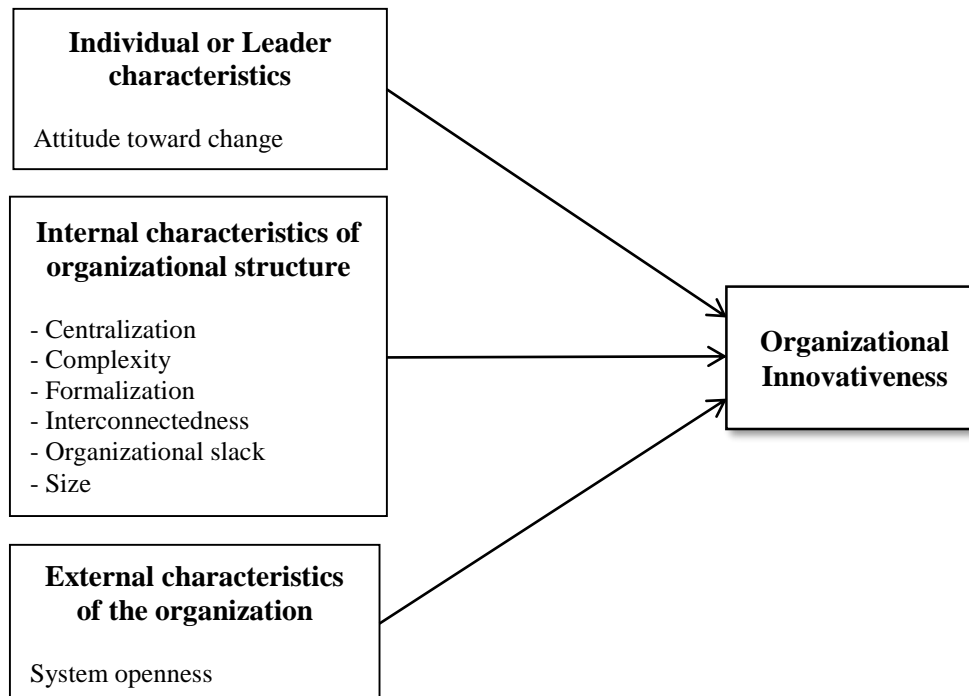 Individual or Leader
characteristics
Attitude toward change
Internal characteristics of
organizational structure
- Centralization
- Complexity
- Formalization
- Interconnectedness
- Organizational slack
- Size
External characteristics
of the organization
System openness
Organizational
Innovativeness